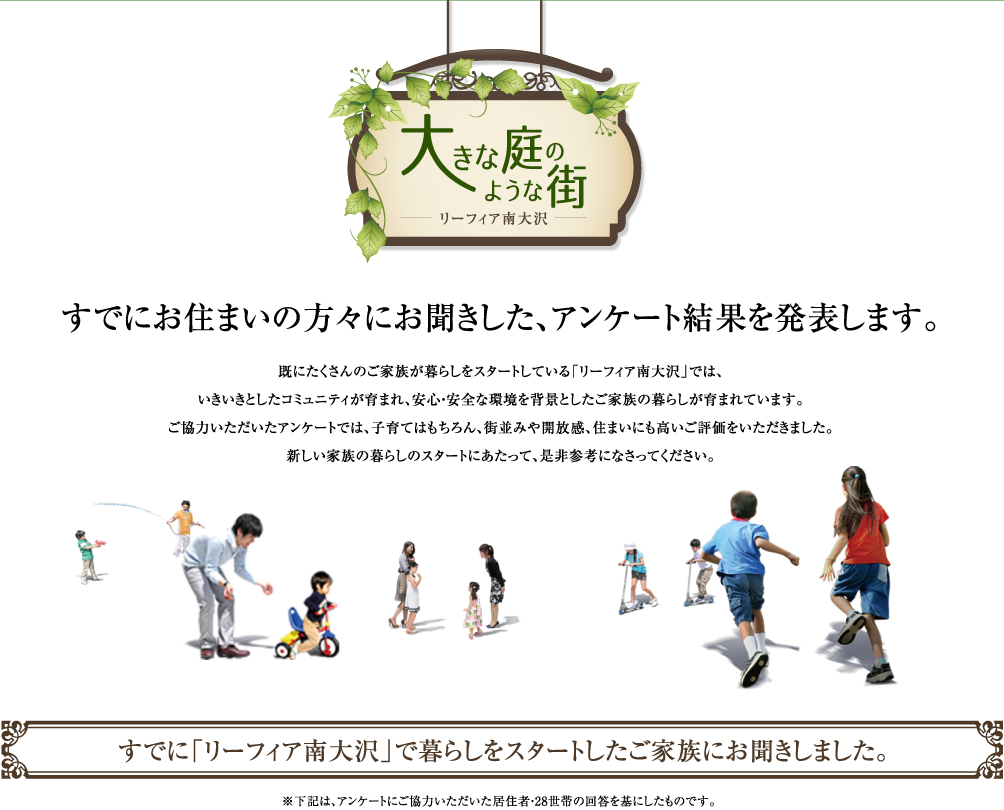 大きな庭の
ような街
リーフィア南大沢
すでにお住まいの方々にお聞きした、アンケート結果を発表します。
既にたくさんのご家族が暮らしをスタートしている「リーフィア南大沢」では、
いきいきとしたコミュニティが育まれ、安心・安全な環境を背景としたご家族の暮らしが育まれています。
ご協力いただいたアンケートでは、子育てはもちろん、街並みや開放感、住まいにも高いご評価をいただきました。
新しい家族の暮らしのスタートにあたって、是非参考になさってください。
すでに「リーフィア南大沢」で暮らしをスタートしたご家族にお聞きしました。
※下記は、アンケートにご協力いただいた居住者・28世帯の回答を基にしたものです。